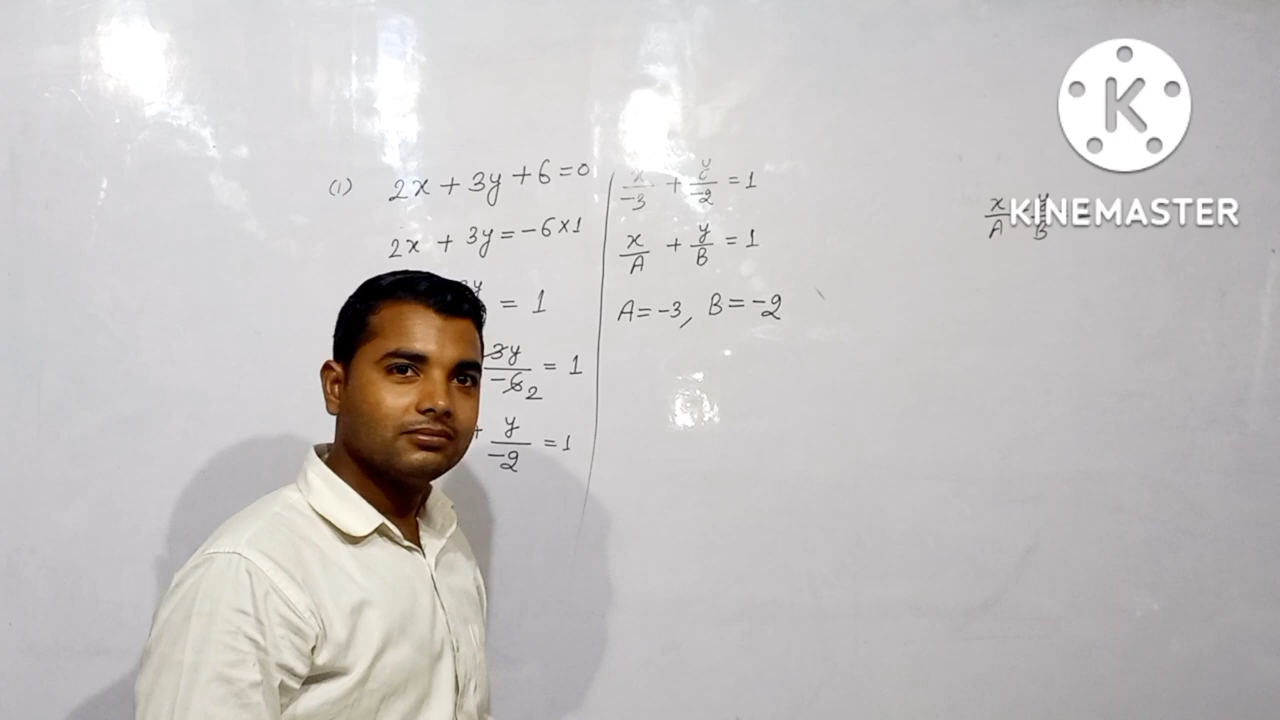 (1) 2x + 3y + 6 = 0
2x + 3y = -6 × 1
= 1
3y/-6 2 = 1
+ y/-2 = 1
x/-3 + y/-2 = 1
x/A + y/B = 1
A = -3, B = -2
x/A y/B
K
KINEMASTER